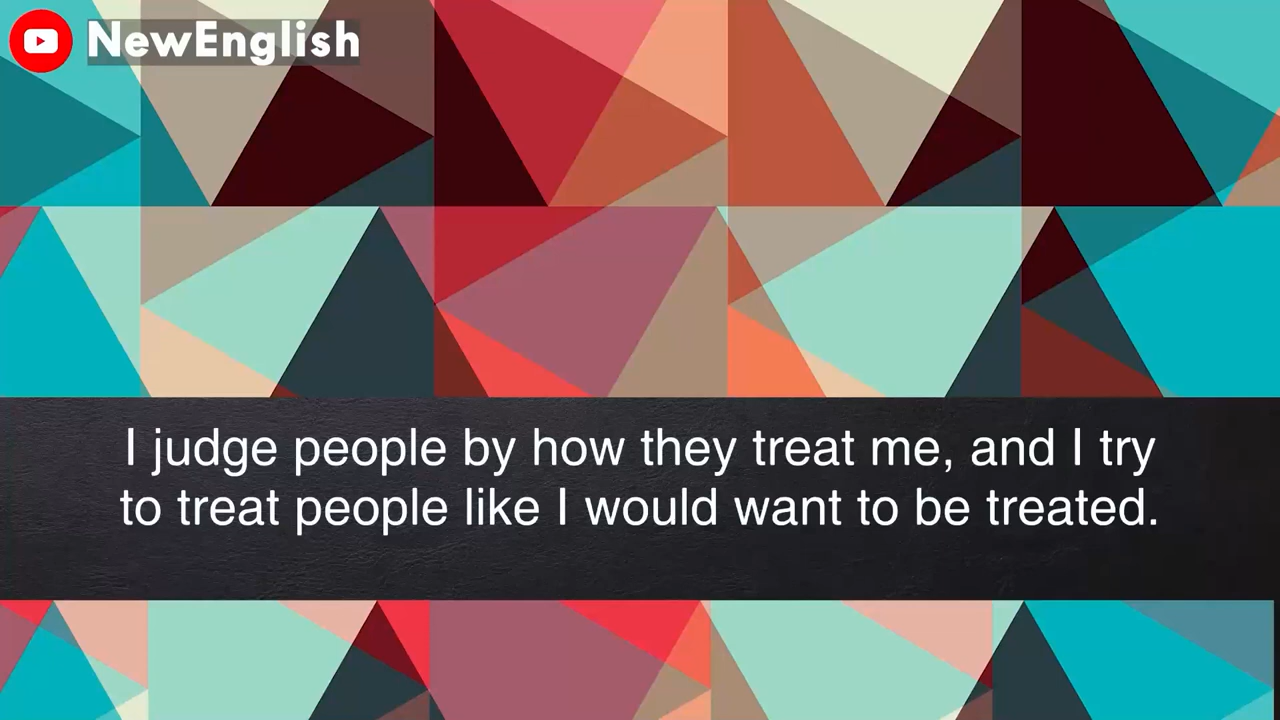 NewEnglish
I judge people by how they treat me, and I try
to treat people like I would want to be treated.